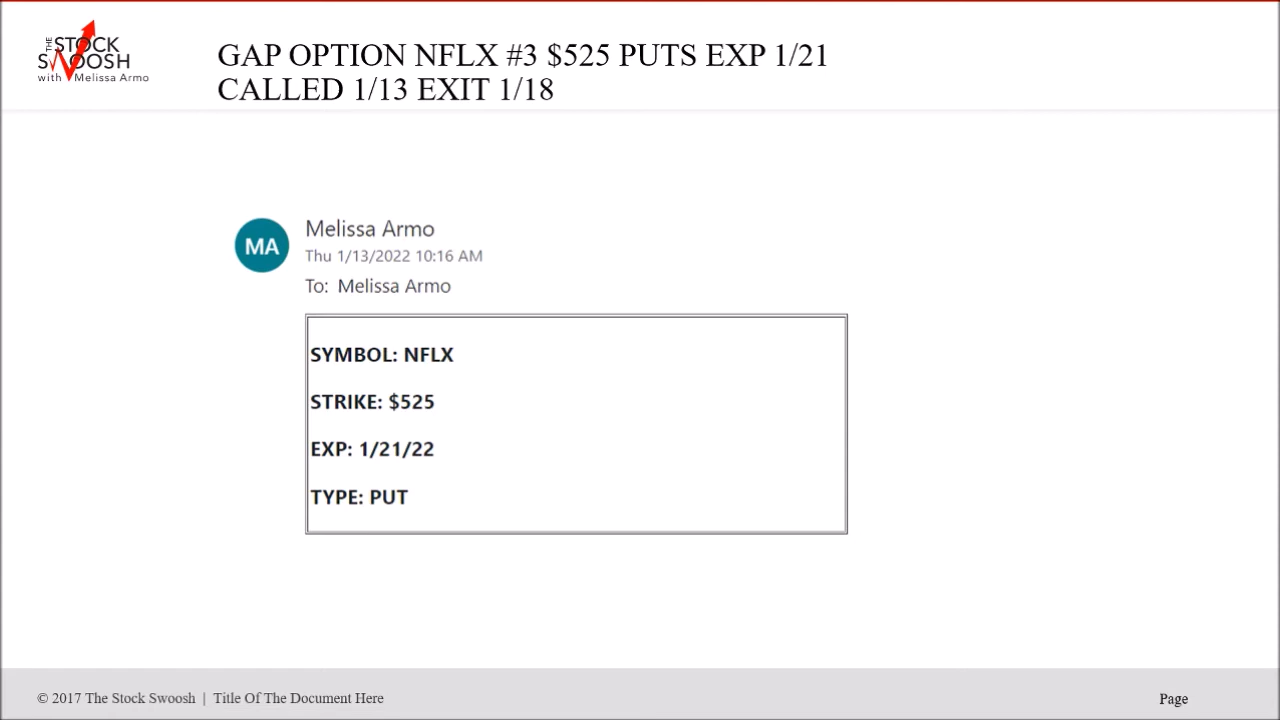 THE STOCK
SWOOSH
with Melissa Armo
GAP OPTION NFLX #3 $525 PUTS EXP 1/21
CALLED 1/13 EXIT 1/18
MA
Melissa Armo
Thu 1/13/2022 10:16 AM
To: Melissa Armo
SYMBOL: NFLX
STRIKE: $525
EXP: 1/21/22
TYPE: PUT
© 2017 The Stock Swoosh | Title Of The Document Here
Page